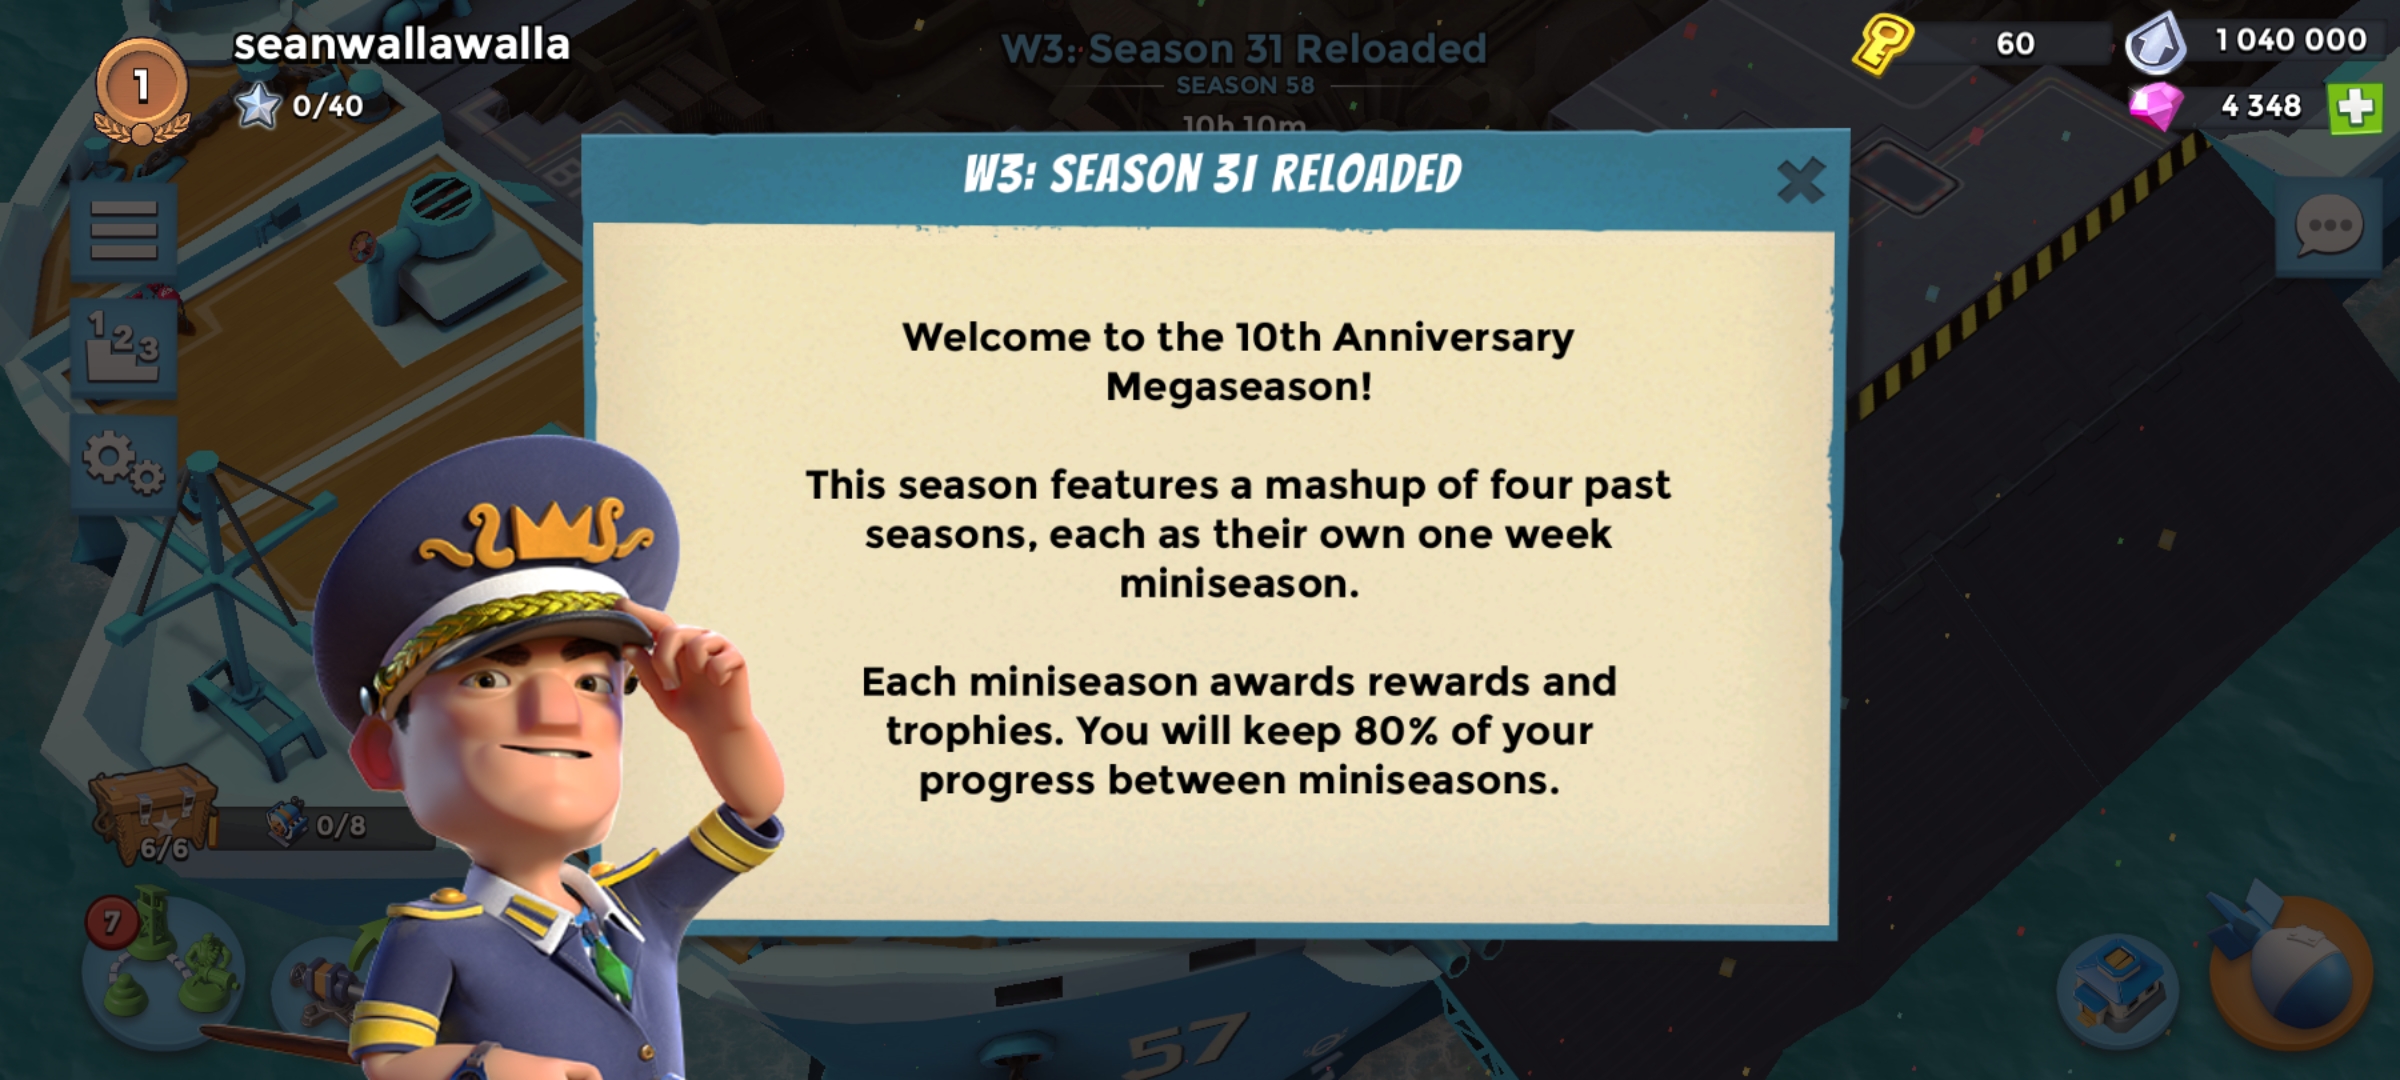 1
seanwallawalla
0/40
W3: Season 31 Reloaded
SEASON 58
10h 10m
60
1 040 000
4 348
W3: SEASON 31 RELOADED
Welcome to the 10th Anniversary
Megaseason!
This season features a mashup of four past
seasons, each as their own one week
miniseason.
Each miniseason awards rewards and
trophies. You will keep 80% of your
progress between miniseasons.
1 2 3
0/8
6/6
7
57